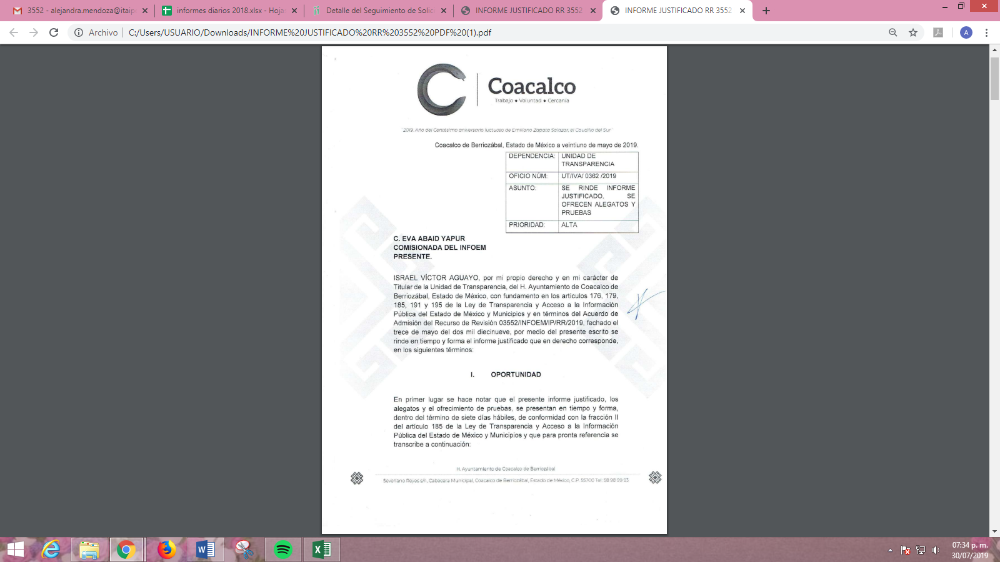 3552 - alejandra.mendoza@itaip
informes diarios 2018.xlsx - Hoja
Detalle del Seguimiento de Solic
INFORME JUSTIFICADO RR 3552
INFORME JUSTIFICADO RR 3552
Archivo
C:/Users/USUARIO/Downloads/INFORME%20JUSTIFICADO%20RR%203552%20PDF%20(1).pdf
A
Coacalco
Trabajo ◆ Voluntad ◆ Cercanía
"2019. Año del Centésimo aniversario luctuoso de Emiliano Zapata Salazar, el Caudillo del Sur"
Coacalco de Berriozábal, Estado de México a veintiuno de mayo de 2019.
DEPENDENCIA: UNIDAD DE
TRANSPARENCIA
OFICIO NÚM: UT/IVA/ 0362 /2019
ASUNTO: SE RINDE INFORME
JUSTIFICADO, SE
OFRECEN ALEGATOS Y
PRUEBAS
PRIORIDAD: ALTA
C. EVA ABAID YAPUR
COMISIONADA DEL INFOEM
PRESENTE.
ISRAEL VÍCTOR AGUAYO, por mi propio derecho y en mi carácter de
Titular de la Unidad de Transparencia, del H. Ayuntamiento de Coacalco de
Berriozábal, Estado de México, con fundamento en los artículos 176, 179,
185, 191 y 195 de la Ley de Transparencia y Acceso a la Información
Pública del Estado de México y Municipios y en términos del Acuerdo de
Admisión del Recurso de Revisión 03552/INFOEM/IP/RR/2019, fechado el
trece de mayo del dos mil diecinueve, por medio del presente escrito se
rinde en tiempo y forma el informe justificado que en derecho corresponde,
en los siguientes términos:
I. OPORTUNIDAD
En primer lugar se hace notar que el presente informe justificado, los
alegatos y el ofrecimiento de pruebas, se presentan en tiempo y forma,
dentro del término de siete días hábiles, de conformidad con la fracción II
del artículo 185 de la Ley de Transparencia y Acceso a la Información
Pública del Estado de México y Municipios y que para pronta referencia se
transcribe a continuación:
H. Ayuntamiento de Coacalco de Berriozábal
Severiano Reyes s/n, Cabecera Municipal, Coacalco de Berriozábal, Estado de México, C.P. 55700 Tel: 58 98 99 93
07:34 p. m.
30/07/2019